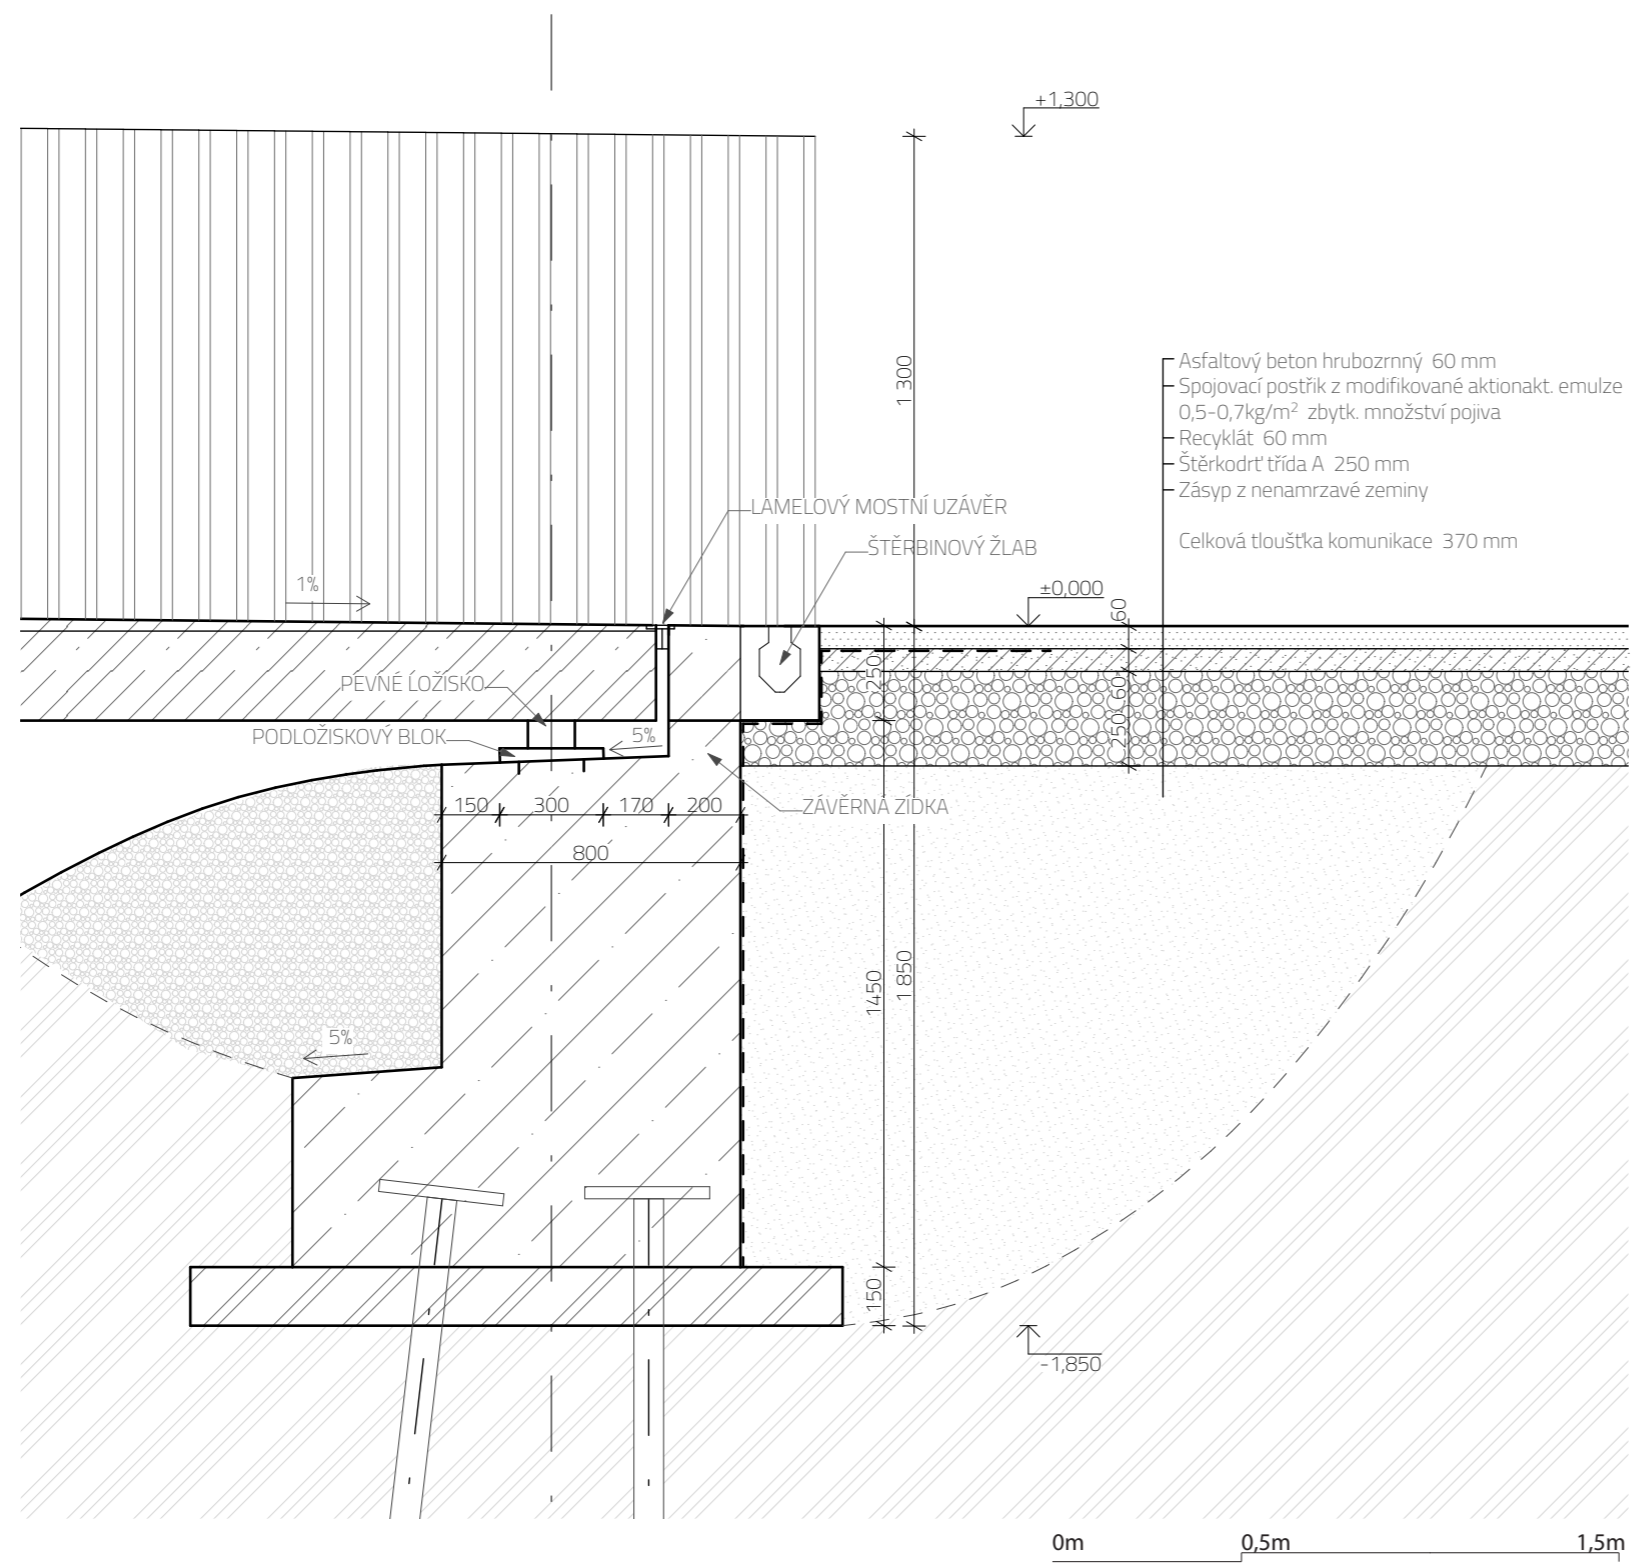 +1,300
1 300
Asfaltový beton hrubozrnný 60 mm
Spojovací postřik z modifikované aktionakt. emulze
0,5-0,7kg/m² zbytk. množství pojiva
Recyklát 60 mm
Štěrkodrť třída A 250 mm
Zásyp z nenamrzavé zeminy
Celková tloušťka komunikace 370 mm
LAMELOVÝ MOSTNÍ UZÁVĚR
ŠTĚRBINOVÝ ŽLAB
1%
±0,000
60
250
60
250
PEVNÉ LOŽISKO
PODLOŽISKOVÝ BLOK
5%
150 300 170 200
ZÁVĚRNÁ ZÍDKA
800
1450
1 850
5%
150
-1,850
0m 0,5m 1,5m